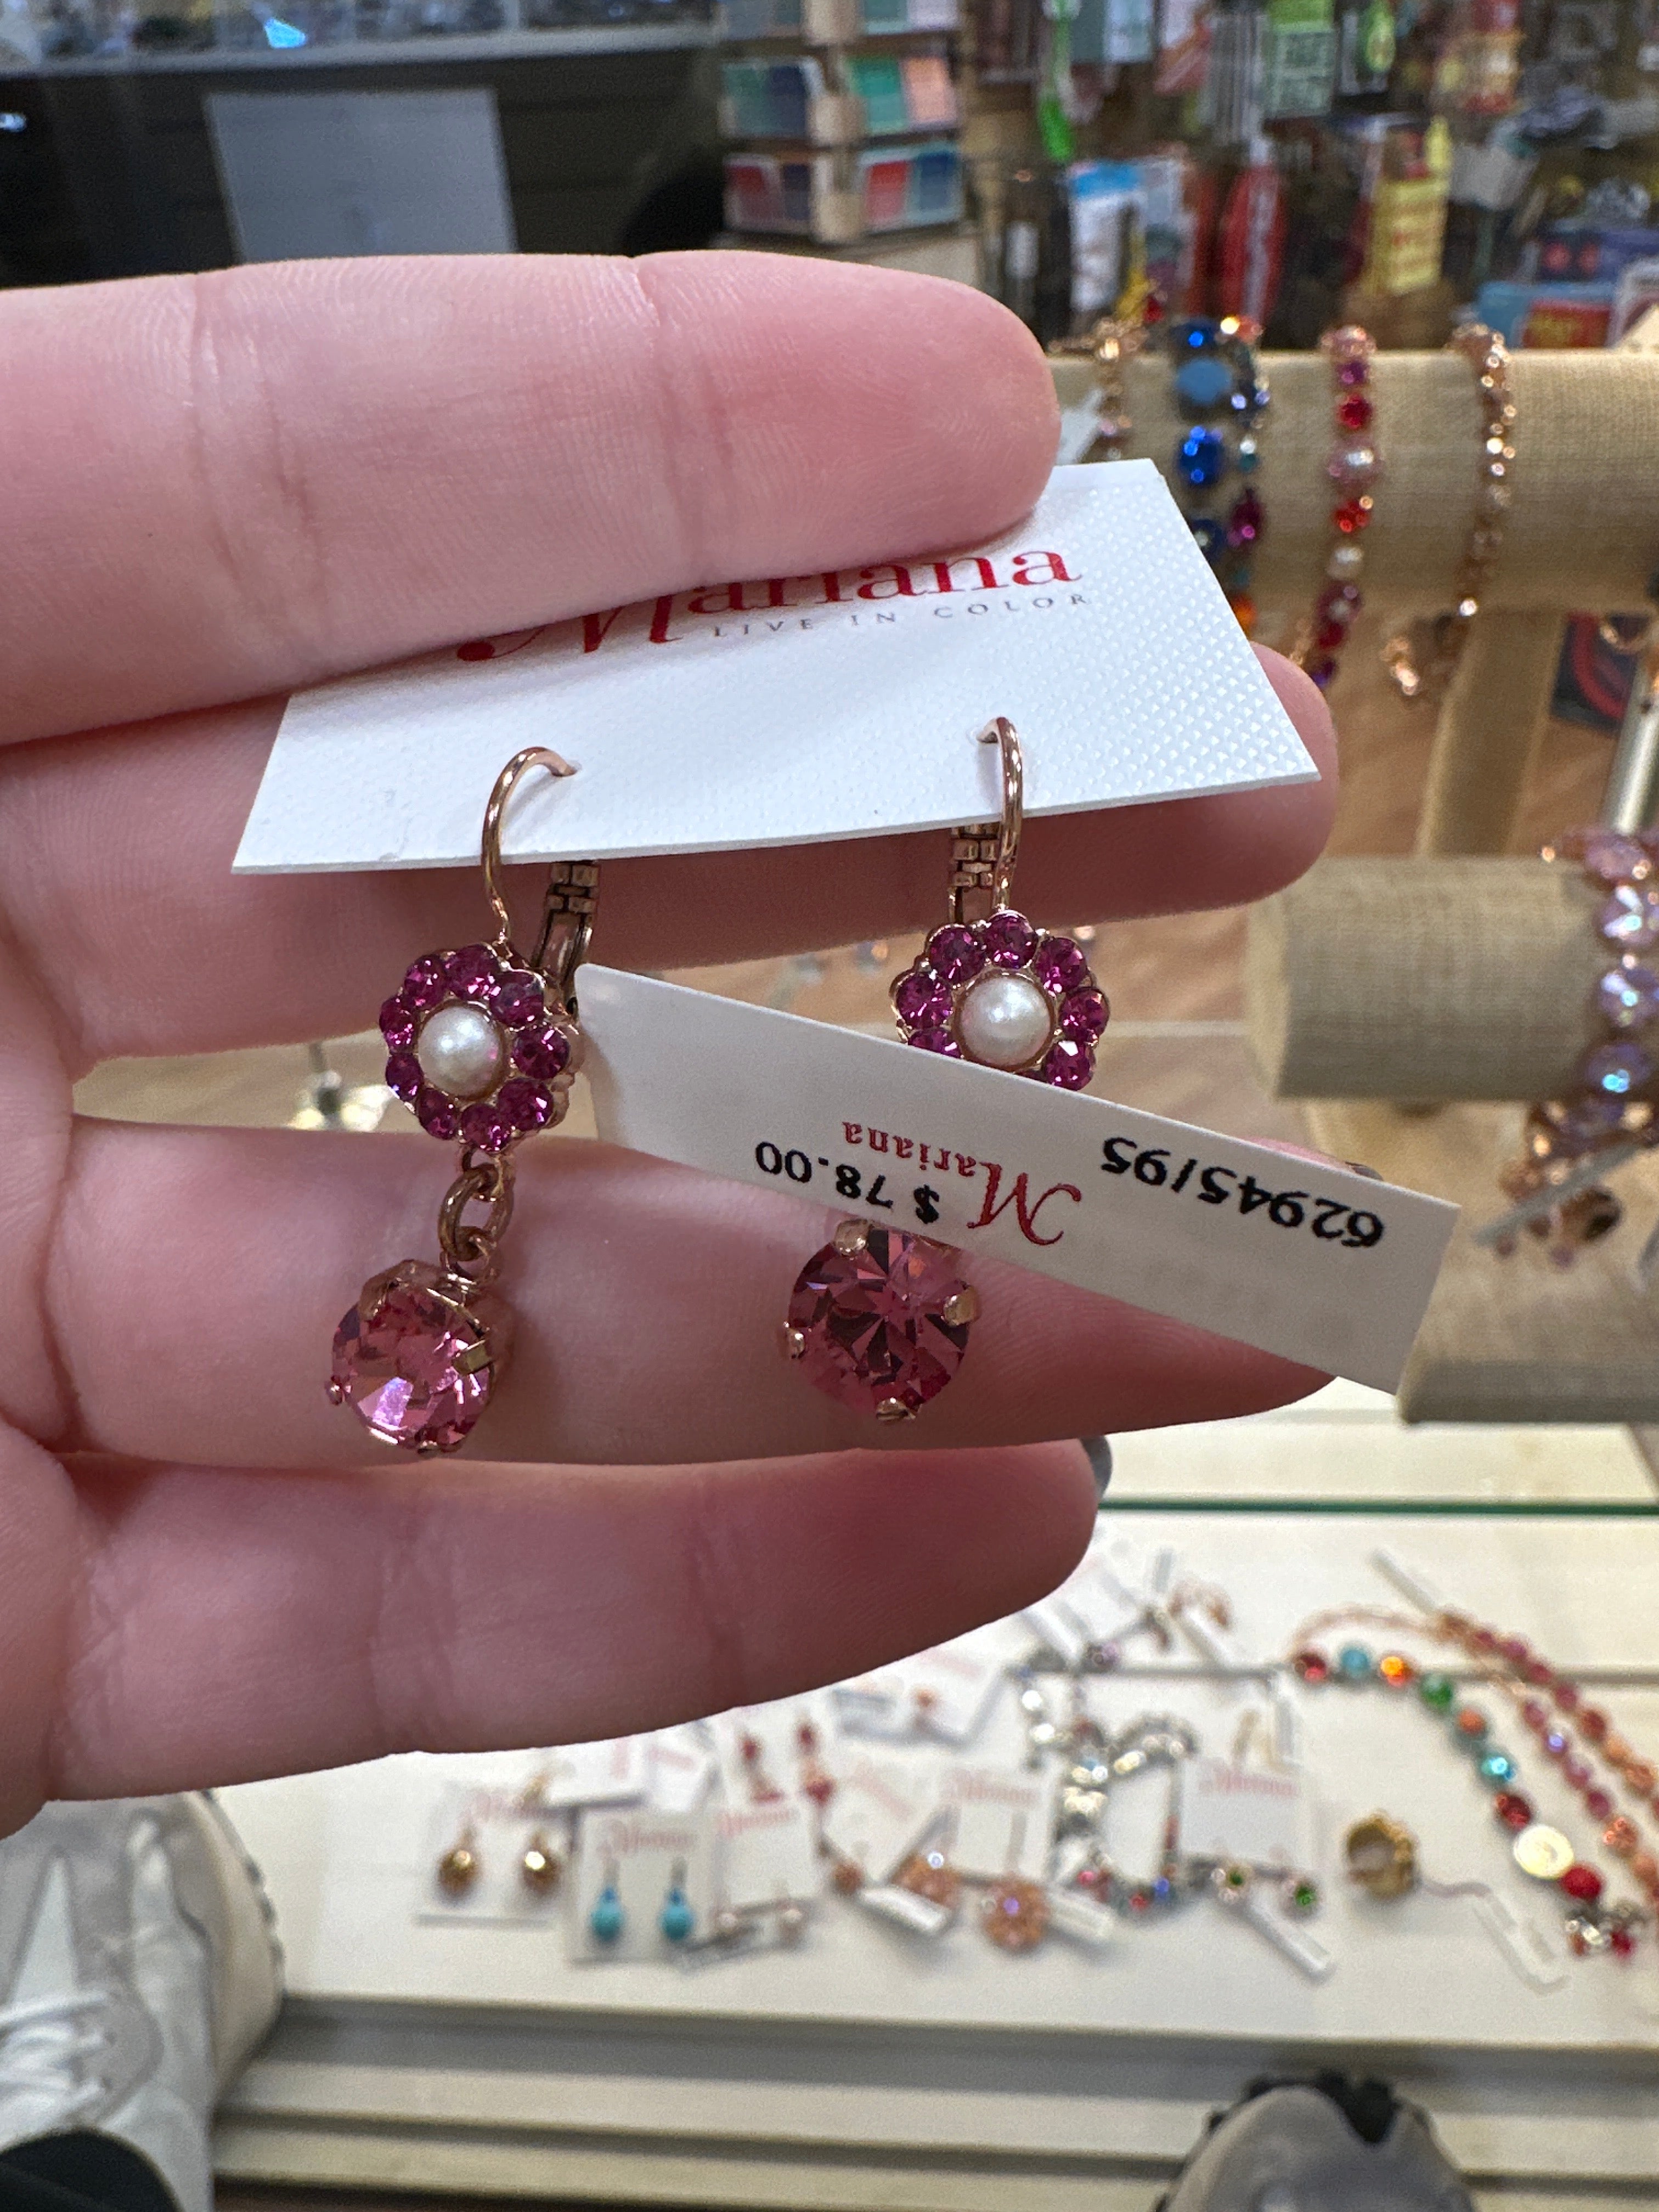 Mariana
LIVE IN COLOR
62945/95
Mariana
$ 78.00